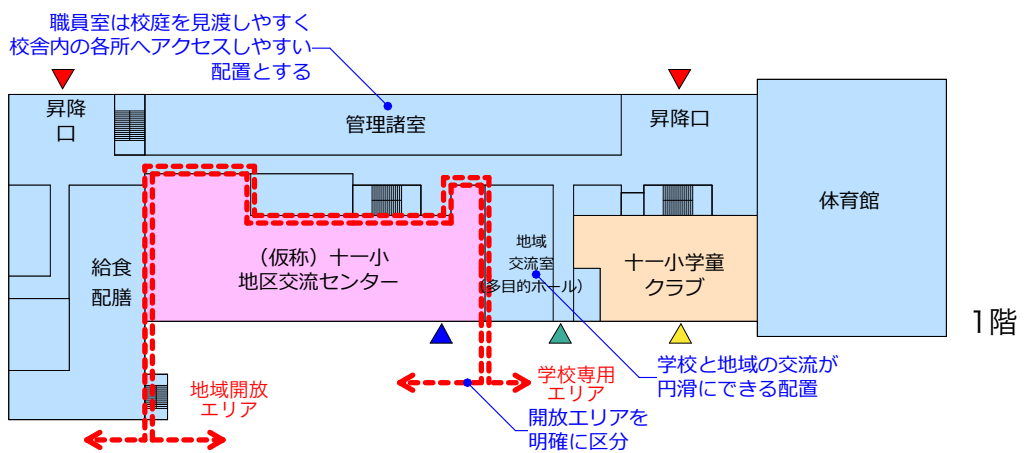 職員室は校庭を見渡しやすく
校舎内の各所へアクセスしやすい
配置とする
昇降
口
管理諸室
昇降口
体育館
給食
配膳
（仮称）十一小
地区交流センター
地域
交流室
（多目的ホール）
十一小学童
クラブ
1階
地域開放
エリア
学校専用
エリア
学校と地域の交流が
円滑にできる配置
開放エリアを
明確に区分